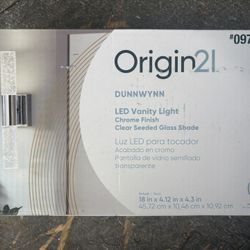 #097
Origin21
DUNNWYNN
LED Vanity Light
Chrome Finish
Clear Seeded Glass Shade
Luz LED para tocador
Acabado en cromo
Pantalla de vidrio semillado
transparente
18 in x 4.12 in x 4.3 in
45,72 cm x 10,46 cm x 10,92 cm